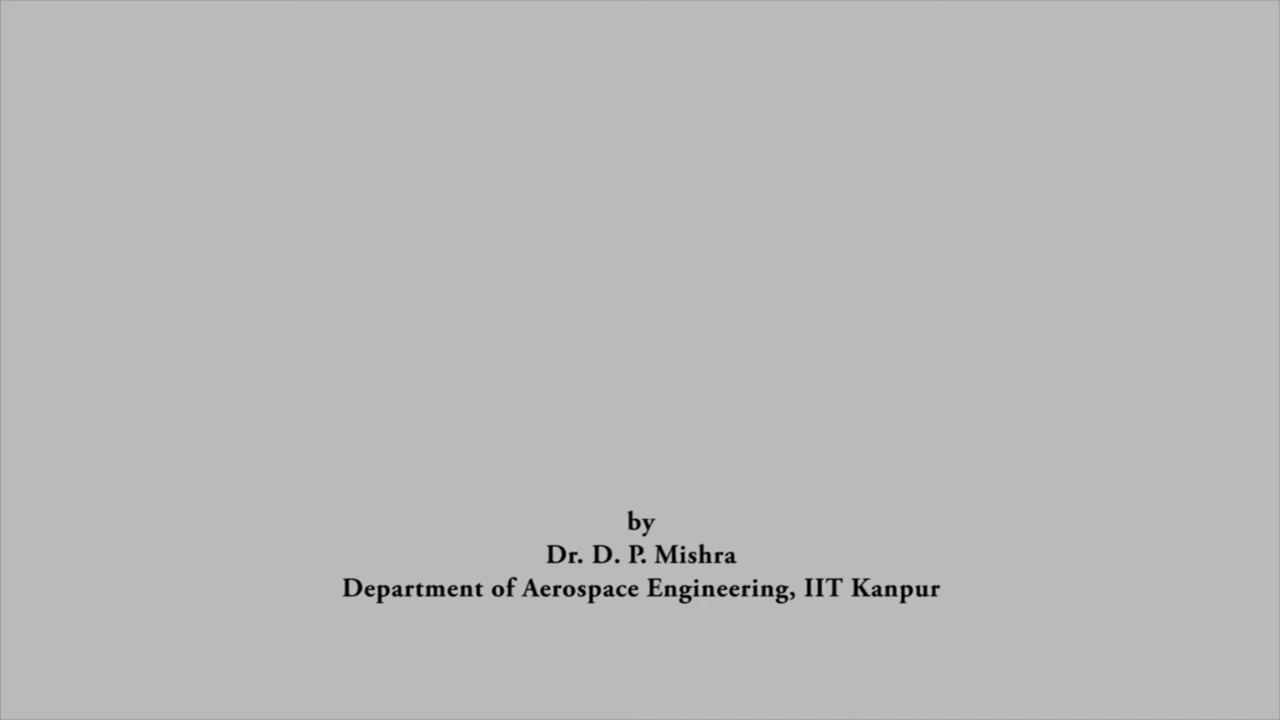 by
Dr. D. P. Mishra
Department of Aerospace Engineering, IIT Kanpur